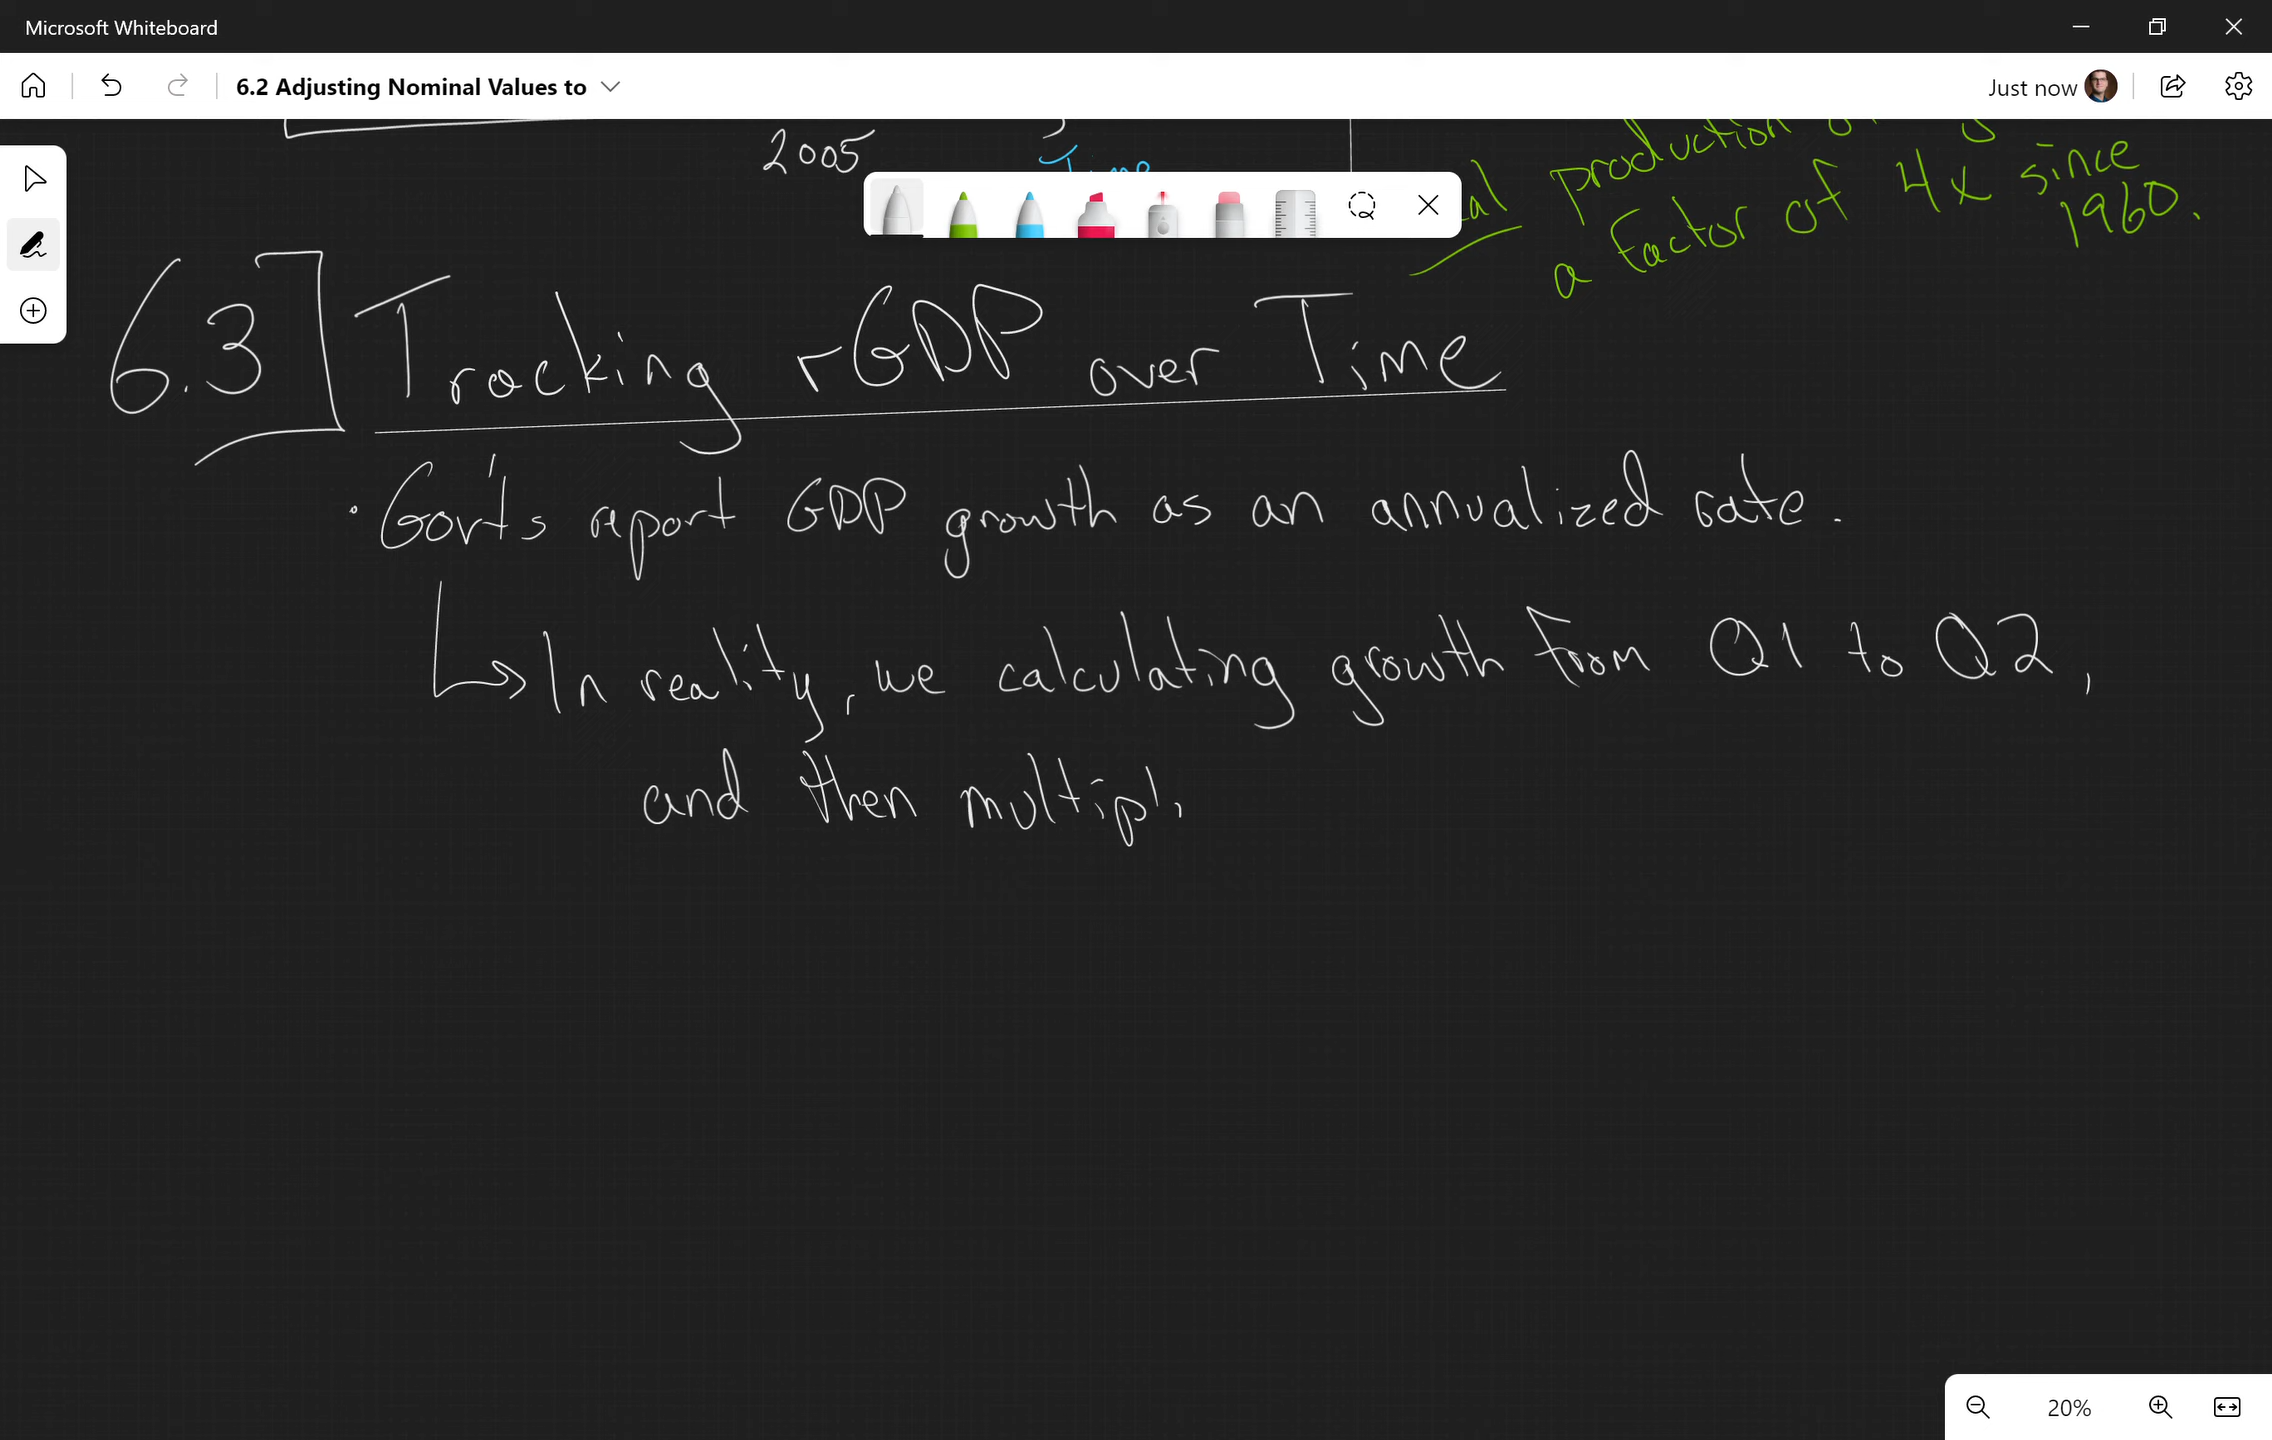 Microsoft Whiteboard
6.2 Adjusting Nominal Values to
Just now
2005
production
a factor of 4x since
1960.
6.3] Tracking rGDP over Time
• Gov't's report GDP growth as an annualized rate.
↳ In reality, we calculating growth from Q1 to Q2,
and then multipl
20%